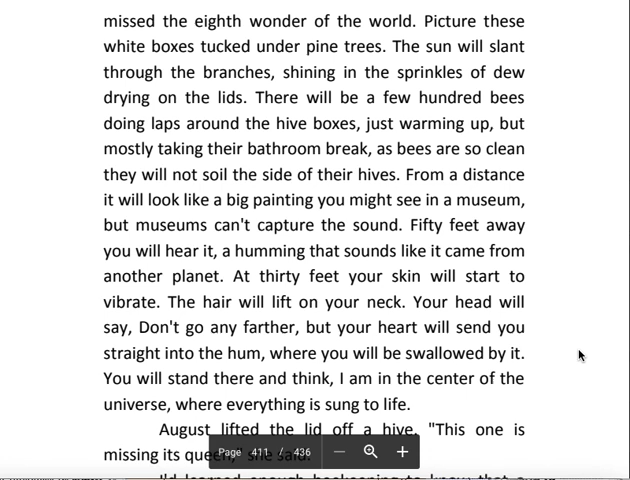 missed the eighth wonder of the world. Picture these
white boxes tucked under pine trees. The sun will slant
through the branches, shining in the sprinkles of dew
drying on the lids. There will be a few hundred bees
doing laps around the hive boxes, just warming up, but
mostly taking their bathroom break, as bees are so clean
they will not soil the side of their hives. From a distance
it will look like a big painting you might see in a museum,
but museums can't capture the sound. Fifty feet away
you will hear it, a humming that sounds like it came from
another planet. At thirty feet your skin will start to
vibrate. The hair will lift on your neck. Your head will
say, Don't go any farther, but your heart will send you
straight into the hum, where you will be swallowed by it.
You will stand there and think, I am in the center of the
universe, where everything is sung to life.
August lifted the lid off a hive. "This one is
missing its queen," she said.
Page 411 / 436
I'd learned enough beekeeping to know that